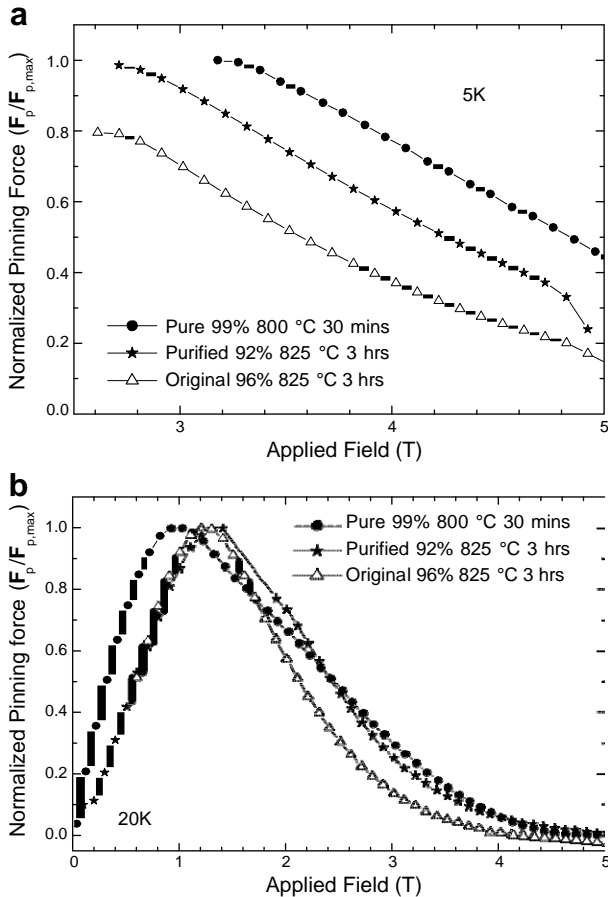 a
Normalized Pinning Force (Fp/Fp,max)
1.0
0.8
0.6
0.4
0.2
0.0
5K
Pure 99% 800 °C 30 mins
Purified 92% 825 °C 3 hrs
Original 96% 825 °C 3 hrs
3 4 5
Applied Field (T)
b
Normalized Pinning force (Fp/Fp,max)
1.0
0.8
0.6
0.4
0.2
0.0
Pure 99% 800 °C 30 mins
Purified 92% 825 °C 3 hrs
Original 96% 825 °C 3 hrs
20K
0 1 2 3 4 5
Applied Field (T)